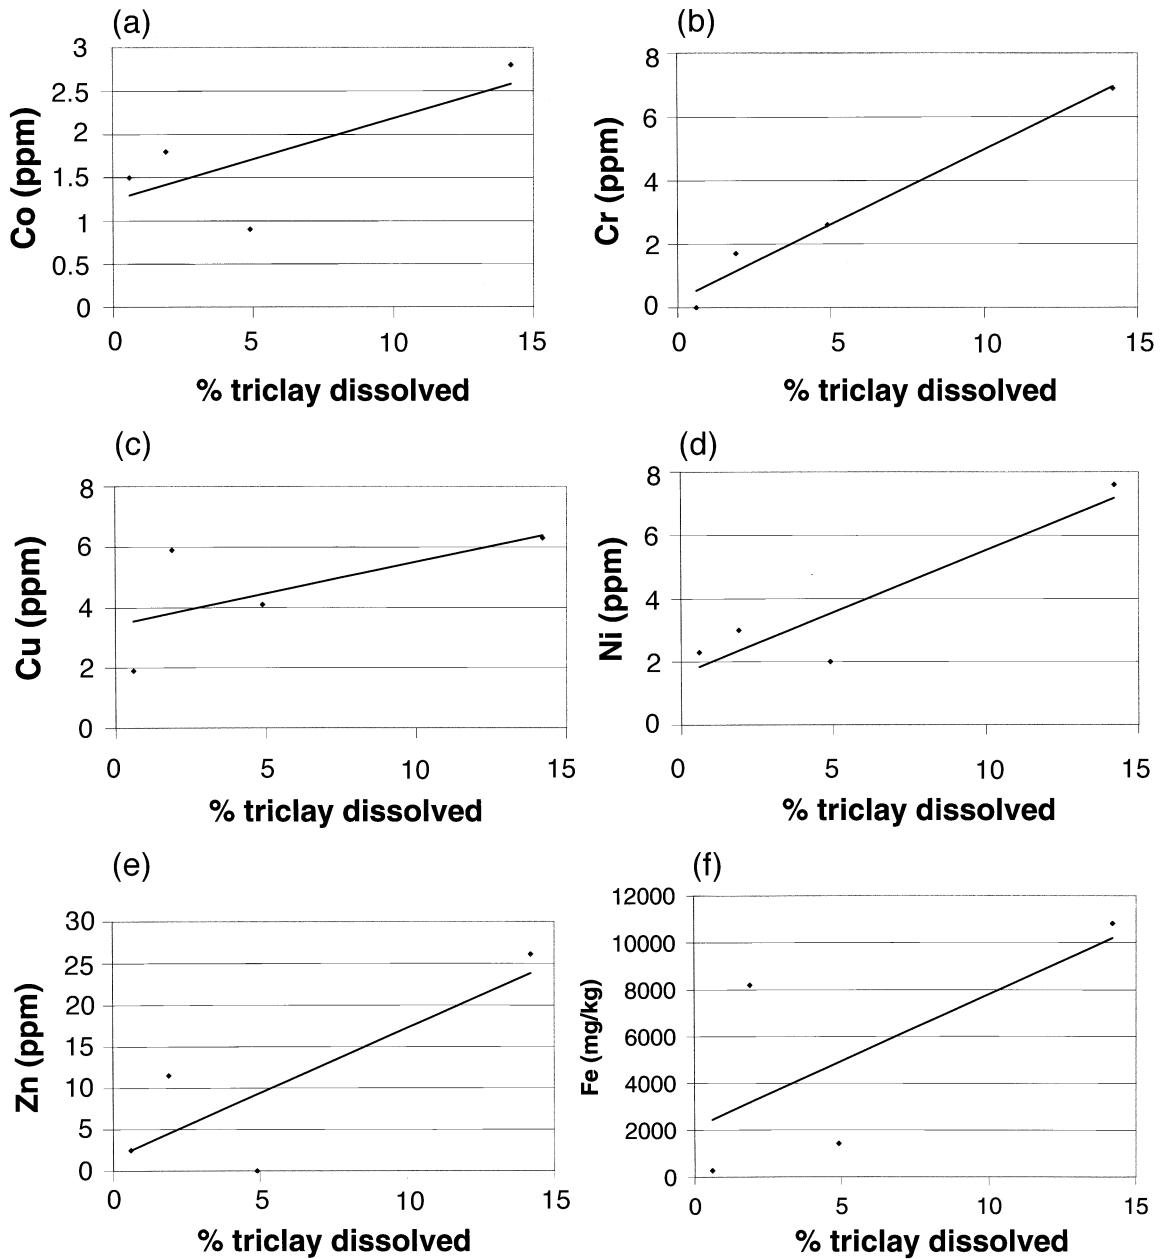 (a)
3
2.5
2
1.5
1
0.5
0
Co (ppm)
0 5 10 15
% triclay dissolved
(b)
8
6
4
2
0
Cr (ppm)
0 5 10 15
% triclay dissolved
(c)
8
6
4
2
0
Cu (ppm)
0 5 10 15
% triclay dissolved
(d)
8
6
4
2
0
Ni (ppm)
0 5 10 15
% triclay dissolved
(e)
30
25
20
15
10
5
0
Zn (ppm)
0 5 10 15
% triclay dissolved
(f)
12000
10000
8000
6000
4000
2000
0
Fe (mg/kg)
0 5 10 15
% triclay dissolved